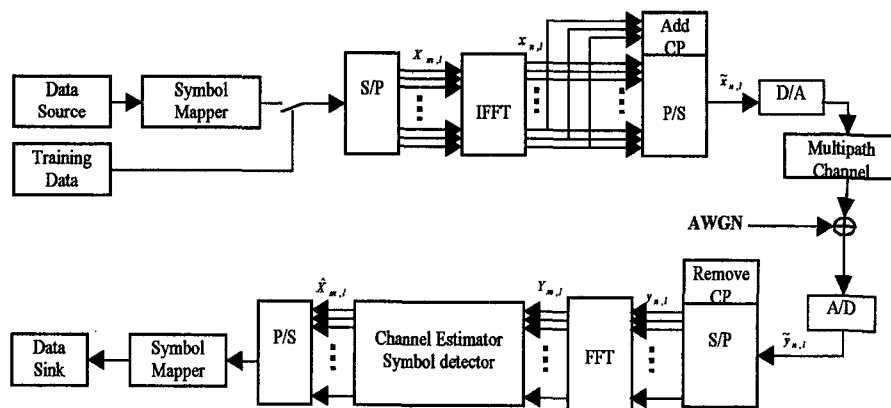 Data
Source
Symbol
Mapper
Training
Data
S/P
X m,l
IFFT
x n,l
Add
CP
P/S
x̃ n,l
D/A
Multipath
Channel
AWGN
A/D
ỹ n,l
Remove
CP
S/P
y n,l
FFT
Y m,l
Channel Estimator
Symbol detector
X̂ m,l
P/S
Symbol
Mapper
Data
Sink